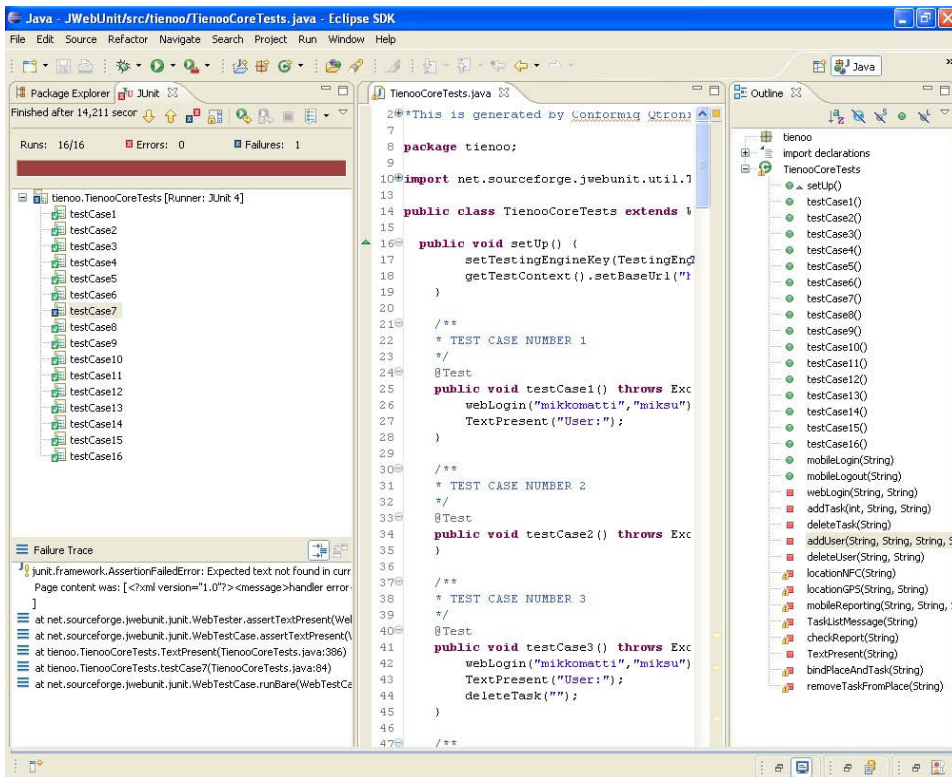 Java - JWebUnit/src/tienoo/TienooCoreTests.java - Eclipse SDK
File Edit Source Refactor Navigate Search Project Run Window Help
Java
Package Explorer
JUnit
Finished after 14,211 secor
Runs: 16/16 Errors: 0 Failures: 1
tienoo.TienooCoreTests [Runner: JUnit 4]
testCase1
testCase2
testCase3
testCase4
testCase5
testCase6
testCase7
testCase8
testCase9
testCase10
testCase11
testCase12
testCase13
testCase14
testCase15
testCase16
Failure Trace
junit.framework.AssertionFailedError: Expected text not found in curr
Page content was: [<?xml version="1.0"?><message>handler error-
]
at net.sourceforge.jwebunit.junit.WebTester.assertTextPresent(Wel
at net.sourceforge.jwebunit.junit.WebTestCase.assertTextPresent(\
at tienoo.TienooCoreTests.TextPresent(TienooCoreTests.java:386)
at tienoo.TienooCoreTests.testCase7(TienooCoreTests.java:84)
at net.sourceforge.jwebunit.junit.WebTestCase.runBare(WebTestCa
TienooCoreTests.java
2 *This is generated by Conformiq Qtroni
7
8 package tienoo;
9
10 import net.sourceforge.jwebunit.util.T
13
14 public class TienooCoreTests extends W
15
16 public void setUp() {
17 setTestingEngineKey(TestingEng
18 getTestContext().setBaseUrl("h
19 }
20
21 /**
22 * TEST CASE NUMBER 1
23 */
24 @Test
25 public void testCase1() throws Exc
26 webLogin("mikkomatti","miksu")
27 TextPresent("User:");
28 }
29
30 /**
31 * TEST CASE NUMBER 2
32 */
33 @Test
34 public void testCase2() throws Exc
35 }
36
37 /**
38 * TEST CASE NUMBER 3
39 */
40 @Test
41 public void testCase3() throws Exc
42 webLogin("mikkomatti","miksu")
43 TextPresent("User:");
44 deleteTask("");
45 }
46
47 /**
Outline
tienoo
import declarations
TienooCoreTests
setUp()
testCase1()
testCase2()
testCase3()
testCase4()
testCase5()
testCase6()
testCase7()
testCase8()
testCase9()
testCase10()
testCase11()
testCase12()
testCase13()
testCase14()
testCase15()
testCase16()
mobileLogin(String)
mobileLogout(String)
webLogin(String, String)
addTask(int, String, String)
deleteTask(String)
addUser(String, String, String, S
deleteUser(String, String)
locationNFC(String)
locationGPS(String, String)
mobileReporting(String, String,
TaskListMessage(String)
checkReport(String)
TextPresent(String)
bindPlaceAndTask(String)
removeTaskFromPlace(String)